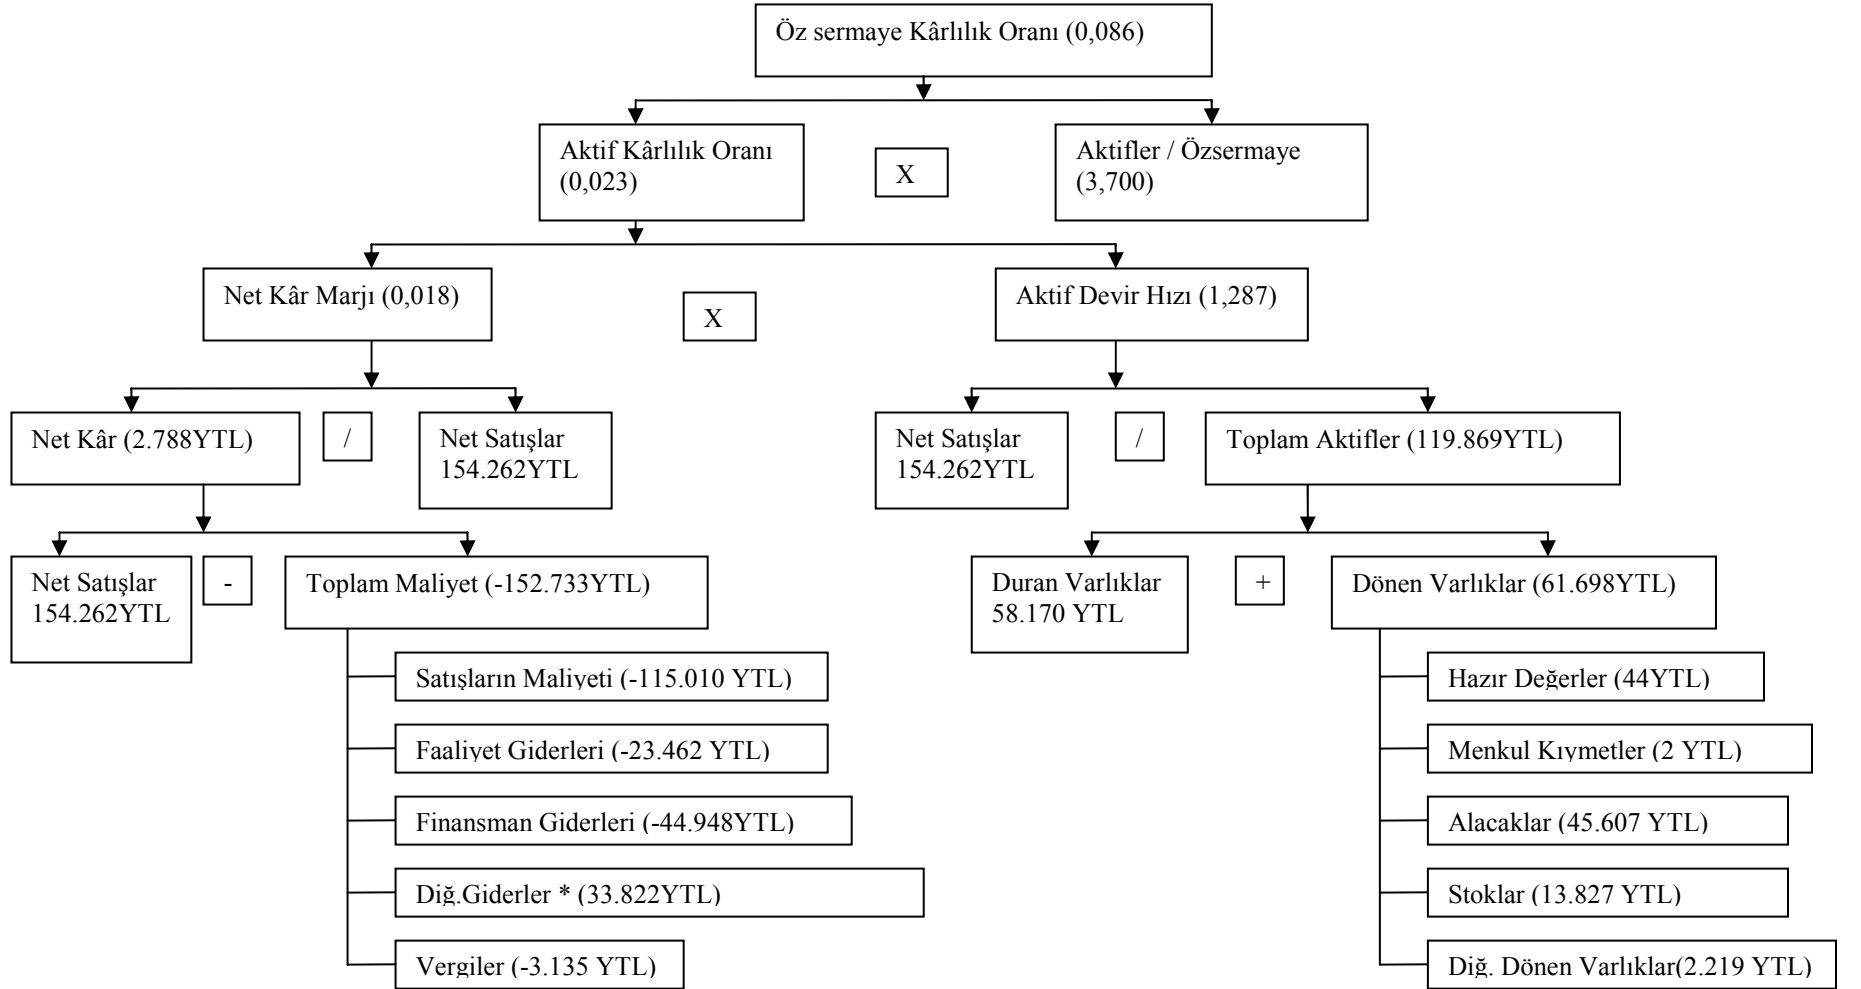 Öz sermaye Kârlılık Oranı (0,086)
Aktif Kârlılık Oranı
(0,023)
X
Aktifler / Özsermaye
(3,700)
Net Kâr Marjı (0,018)
X
Aktif Devir Hızı (1,287)
Net Kâr (2.788YTL)
/
Net Satışlar
154.262YTL
Net Satışlar
154.262YTL
/
Toplam Aktifler (119.869YTL)
Net Satışlar
154.262YTL
-
Toplam Maliyet (-152.733YTL)
Duran Varlıklar
58.170 YTL
+
Dönen Varlıklar (61.698YTL)
Satışların Maliyeti (-115.010 YTL)
Faaliyet Giderleri (-23.462 YTL)
Finansman Giderleri (-44.948YTL)
Diğ.Giderler * (33.822YTL)
Vergiler (-3.135 YTL)
Hazır Değerler (44YTL)
Menkul Kıymetler (2 YTL)
Alacaklar (45.607 YTL)
Stoklar (13.827 YTL)
Diğ. Dönen Varlıklar(2.219 YTL)